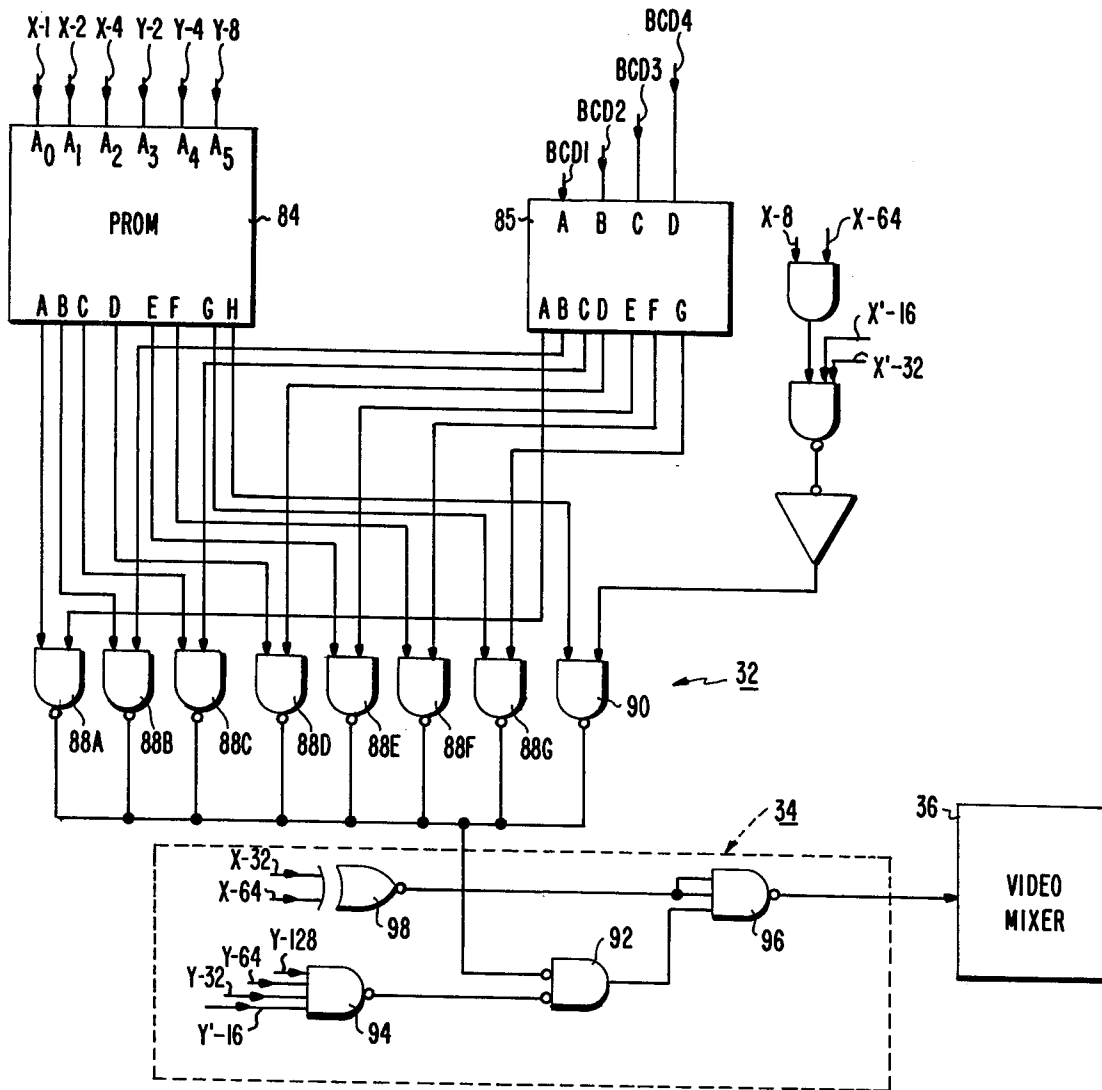 X-1 X-2 X-4 Y-2 Y-4 Y-8
BCD4
BCD3
BCD2
BCD1
A0 A1 A2 A3 A4 A5
PROM
84
A B C D E F G H
85
A B C D
A B C D E F G
X-8 X-64
X'-16
X'-32
88A 88B 88C 88D 88E 88F 88G 90
32
34
36
X-32
X-64
98
96
VIDEO
MIXER
92
Y-128
Y-64
Y-32
Y'-16
94